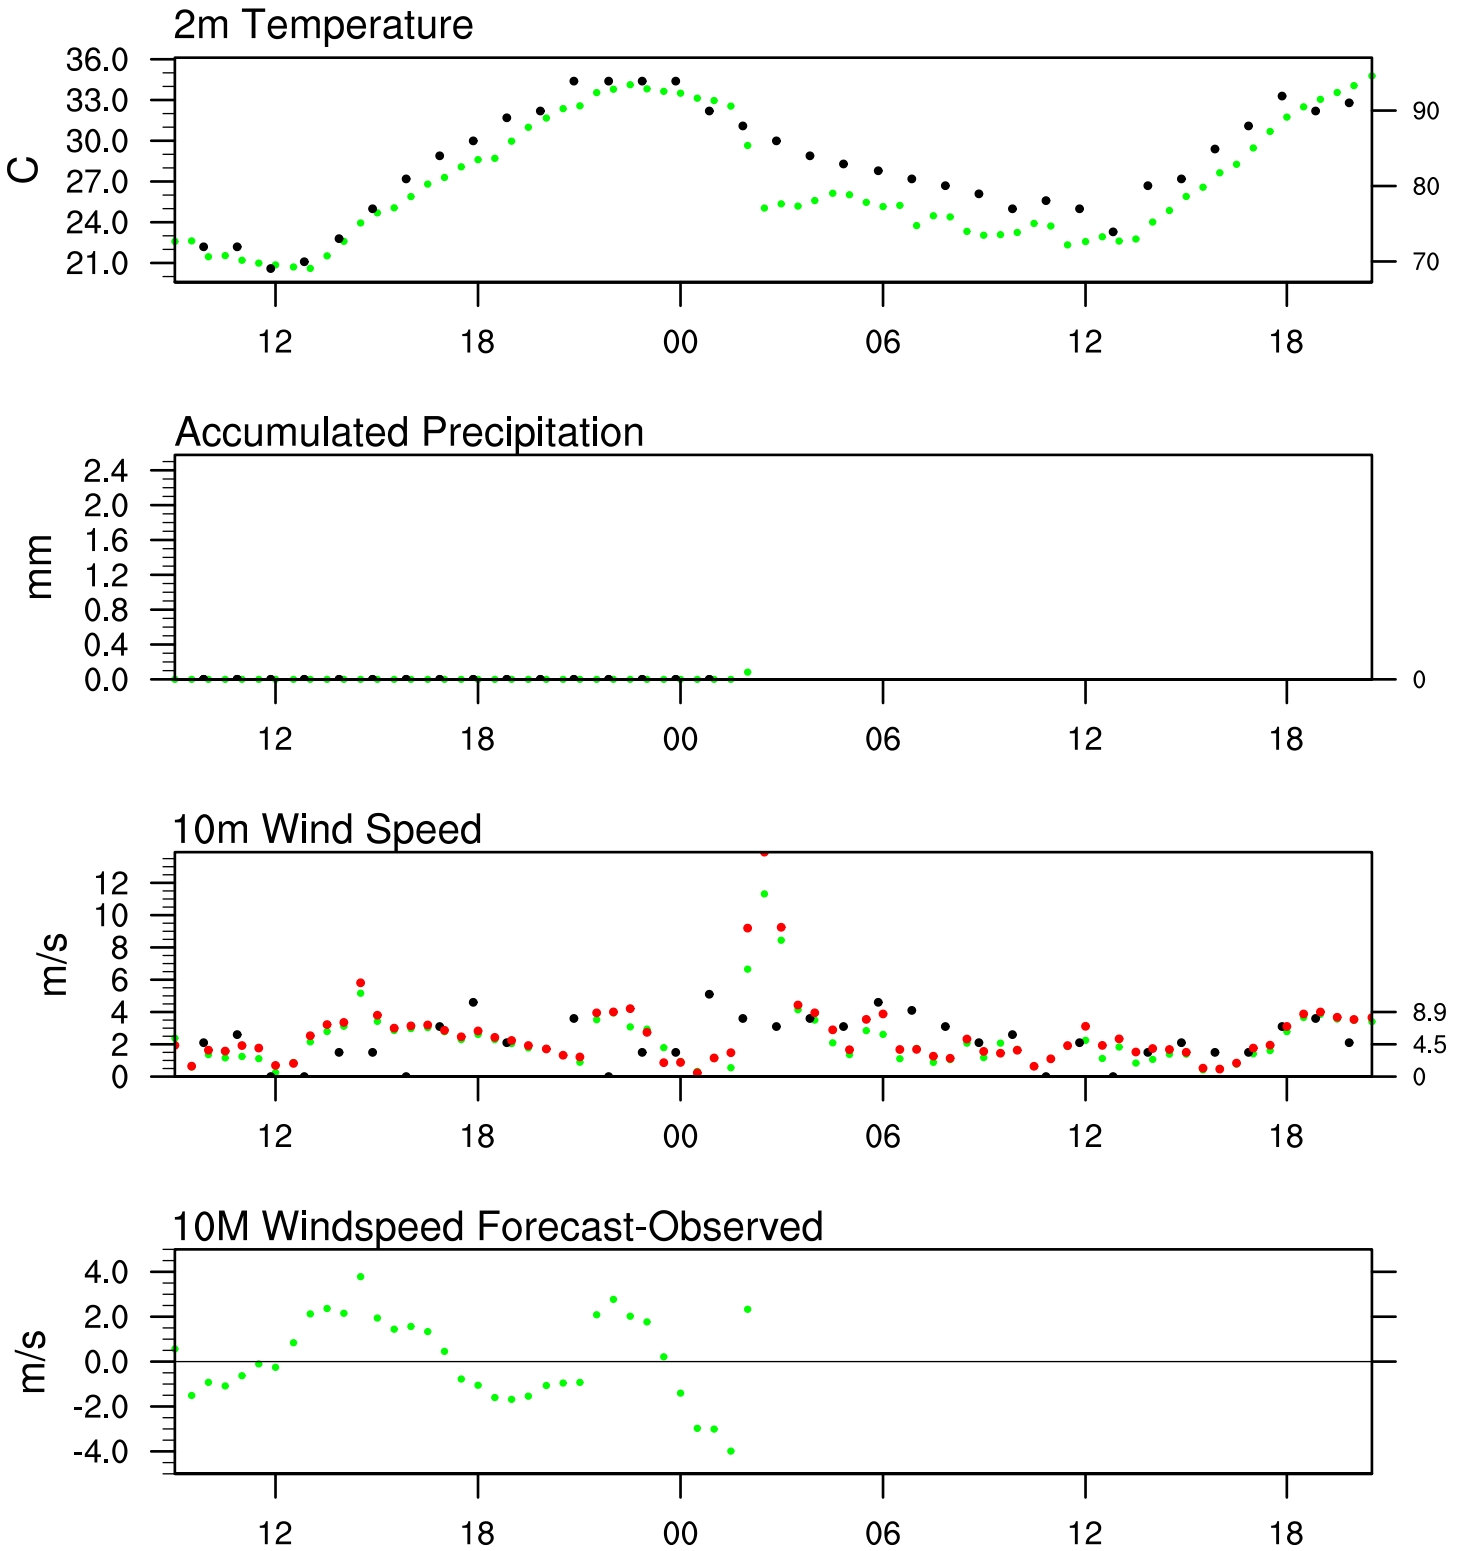 2m Temperature
36.0
33.0
30.0
27.0
24.0
21.0
C
90
80
70
12 18 00 06 12 18
Accumulated Precipitation
2.4
2.0
1.6
1.2
0.8
0.4
0.0
mm
0
12 18 00 06 12 18
10m Wind Speed
12
10
8
6
4
2
0
m/s
8.9
4.5
0
12 18 00 06 12 18
10M Windspeed Forecast-Observed
4.0
2.0
0.0
-2.0
-4.0
m/s
12 18 00 06 12 18